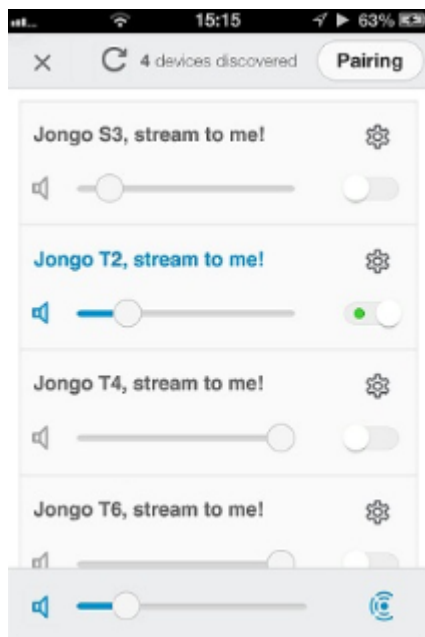 15:15 63%
4 devices discovered Pairing
Jongo S3, stream to me!
Jongo T2, stream to me!
Jongo T4, stream to me!
Jongo T6, stream to me!